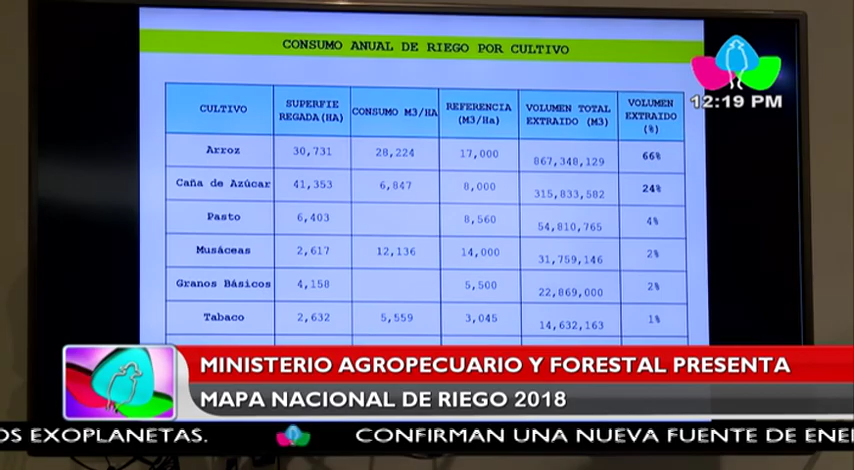 CONSUMO ANUAL DE RIEGO POR CULTIVO
12:19 PM
CULTIVO SUPERFIE REGADA(HA) CONSUMO M3/HA REFERENCIA (M3/Ha) VOLUMEN TOTAL EXTRAIDO (M3) VOLUMEN EXTRAIDO (%)
Arroz 30,731 28,224 17,000 867,348,129 66%
Caña de Azúcar 41,353 6,847 8,000 315,833,582 24%
Pasto 6,403 8,560 54,810,765 4%
Musáceas 2,617 12,136 14,000 31,759,146 2%
Granos Básicos 4,158 5,500 22,869,000 2%
Tabaco 2,632 5,559 3,045 14,632,163 1%
MINISTERIO AGROPECUARIO Y FORESTAL PRESENTA
MAPA NACIONAL DE RIEGO 2018
OS EXOPLANETAS. CONFIRMAN UNA NUEVA FUENTE DE ENE